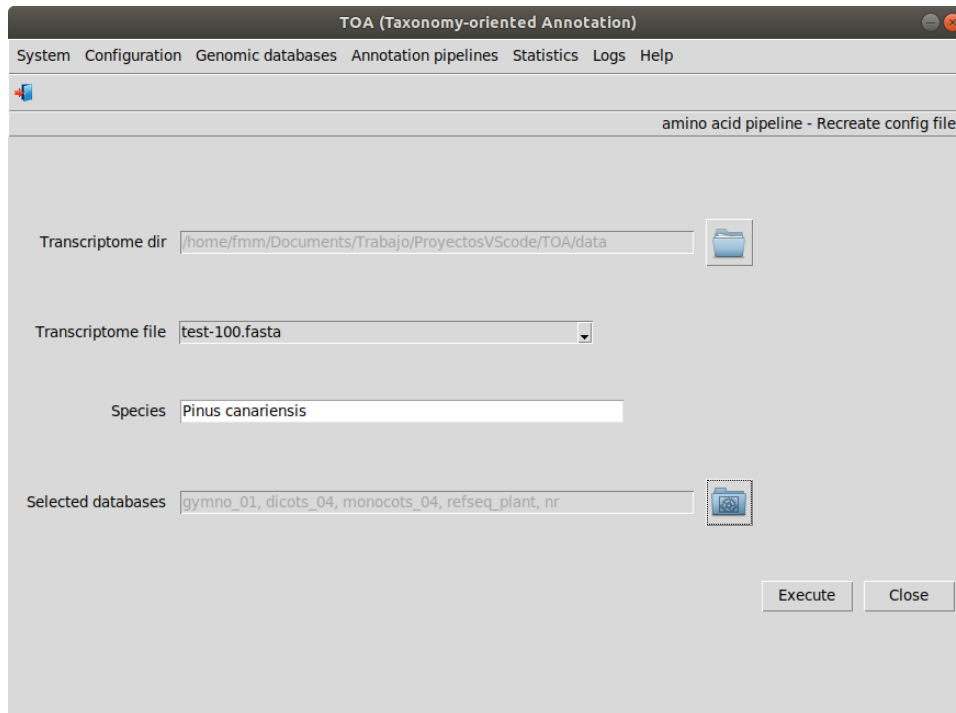 TOA (Taxonomy-oriented Annotation)
System Configuration Genomic databases Annotation pipelines Statistics Logs Help
amino acid pipeline - Recreate config file
Transcriptome dir /home/fmm/Documents/Trabajo/ProyectosVScode/TOA/data
Transcriptome file test-100.fasta
Species Pinus canariensis
Selected databases gymno_01, dicots_04, monocots_04, refseq_plant, nr
Execute Close